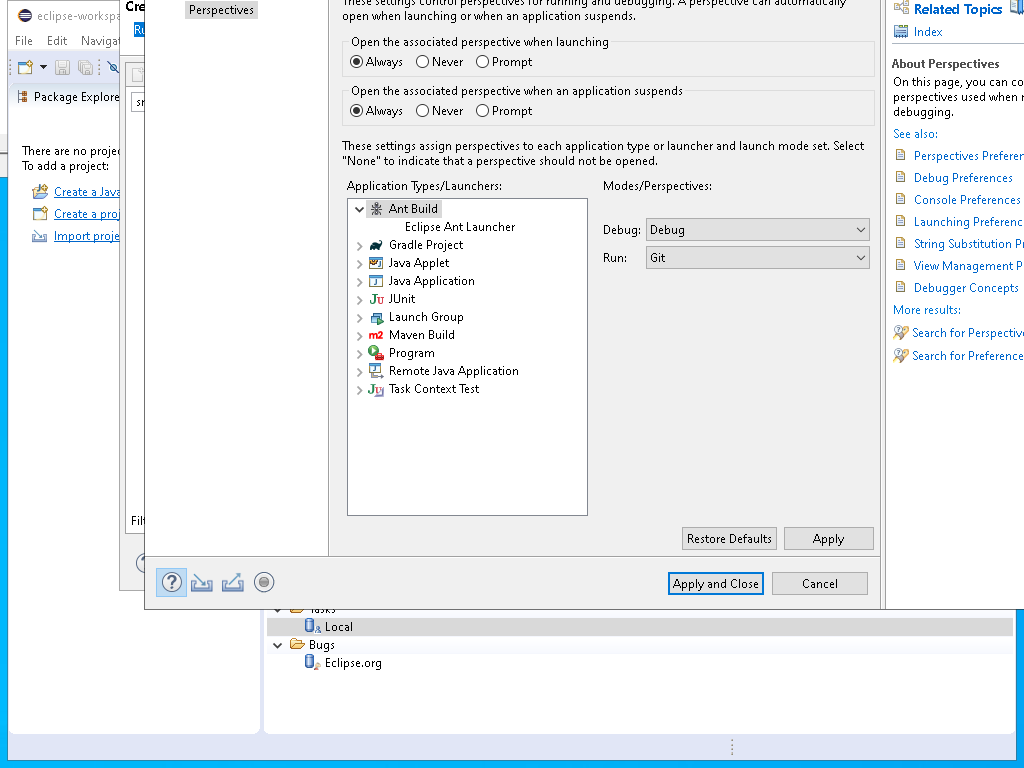 eclipse-workspa
File Edit Navigat
Package Explore
There are no projec
To add a project:
Create a Java
Create a proj
Import proje
Cre
Ru
Filt
Perspectives
These settings control perspectives for running and debugging. A perspective can automatically
open when launching or when an application suspends.
Open the associated perspective when launching
Always Never Prompt
Open the associated perspective when an application suspends
Always Never Prompt
These settings assign perspectives to each application type or launcher and launch mode set. Select
"None" to indicate that a perspective should not be opened.
Application Types/Launchers:
Ant Build
Eclipse Ant Launcher
Gradle Project
Java Applet
Java Application
JUnit
Launch Group
Maven Build
Program
Remote Java Application
Task Context Test
Modes/Perspectives:
Debug: Debug
Run: Git
Restore Defaults Apply
Apply and Close Cancel
Related Topics
Index
About Perspectives
On this page, you can co
perspectives used when r
debugging.
See also:
Perspectives Preferen
Debug Preferences
Console Preferences
Launching Preferenc
String Substitution Pr
View Management P
Debugger Concepts
More results:
Search for Perspective
Search for Preference
Tasks
Local
Bugs
Eclipse.org